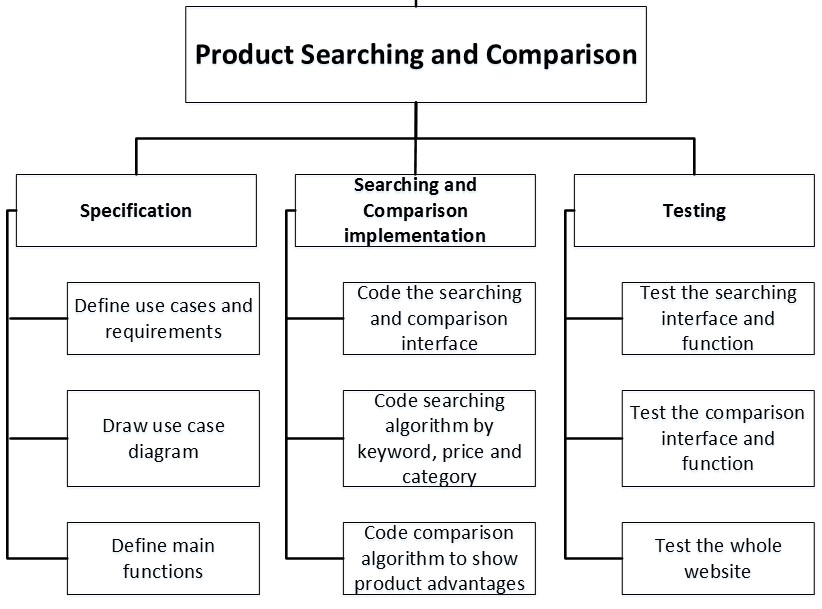 Product Searching and Comparison
Specification
Define use cases and
requirements
Draw use case
diagram
Define main
functions
Searching and
Comparison
implementation
Code the searching
and comparison
interface
Code searching
algorithm by
keyword, price and
category
Code comparison
algorithm to show
product advantages
Testing
Test the searching
interface and
function
Test the comparison
interface and
function
Test the whole
website